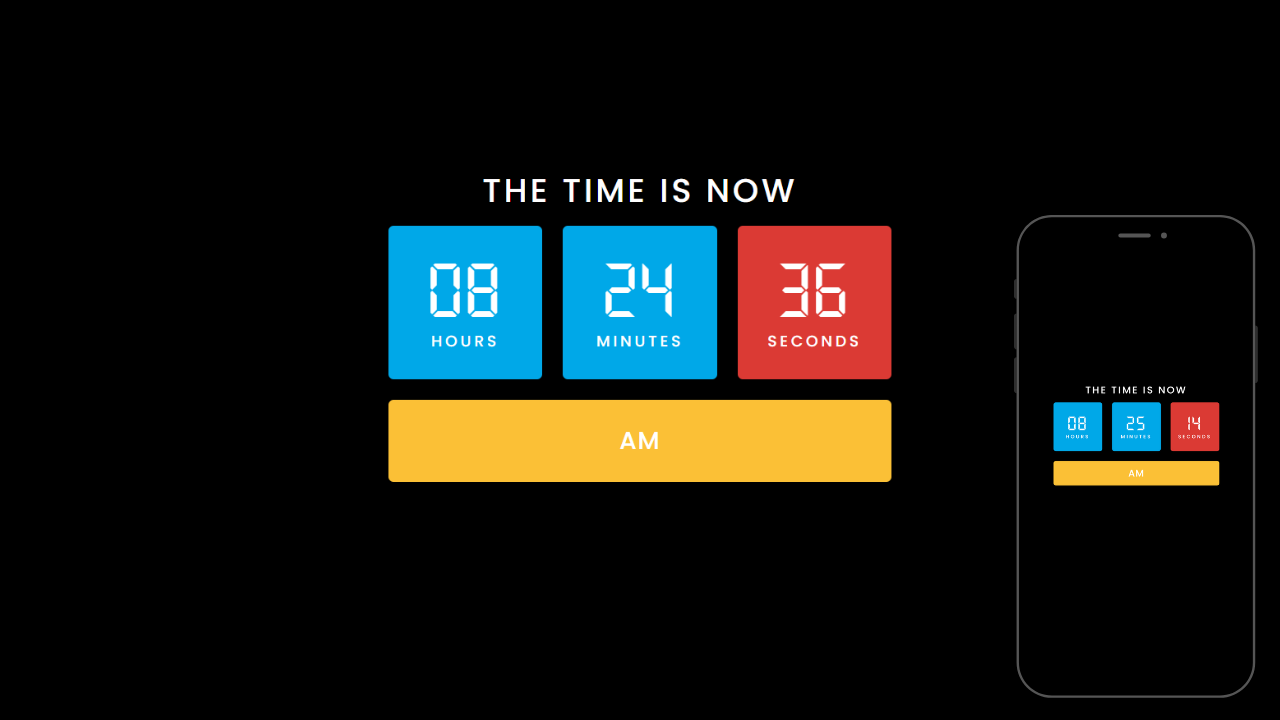 THE TIME IS NOW
08 24 36
HOURS MINUTES SECONDS
AM
THE TIME IS NOW
08 25 14
HOURS MINUTES SECONDS
AM